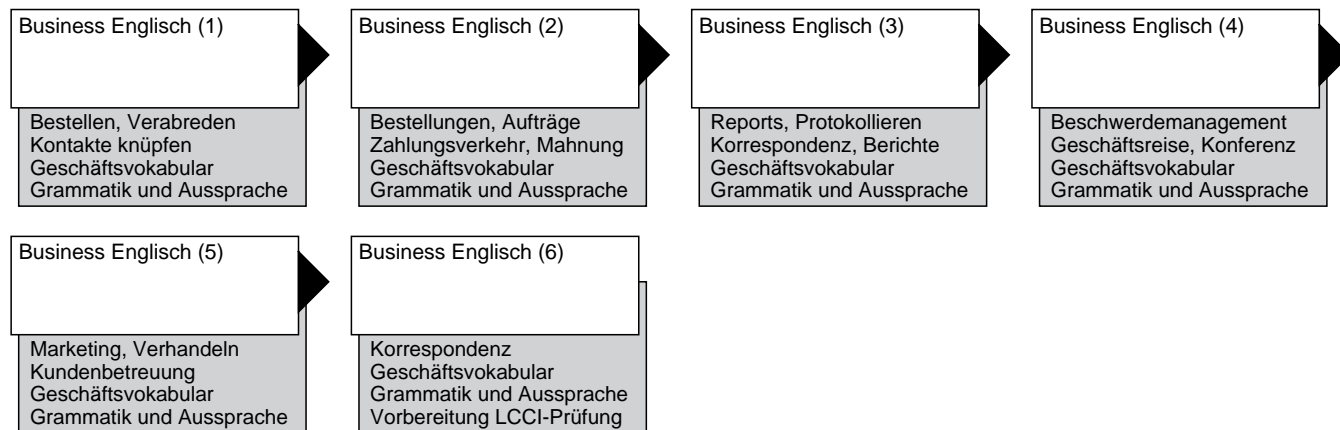 Business Englisch (1)
Bestellen, Verabreden
Kontakte knüpfen
Geschäftsvokabular
Grammatik und Aussprache
Business Englisch (2)
Bestellungen, Aufträge
Zahlungsverkehr, Mahnung
Geschäftsvokabular
Grammatik und Aussprache
Business Englisch (3)
Reports, Protokollieren
Korrespondenz, Berichte
Geschäftsvokabular
Grammatik und Aussprache
Business Englisch (4)
Beschwerdemanagement
Geschäftsreise, Konferenz
Geschäftsvokabular
Grammatik und Aussprache
Business Englisch (5)
Marketing, Verhandeln
Kundenbetreuung
Geschäftsvokabular
Grammatik und Aussprache
Business Englisch (6)
Korrespondenz
Geschäftsvokabular
Grammatik und Aussprache
Vorbereitung LCCI-Prüfung